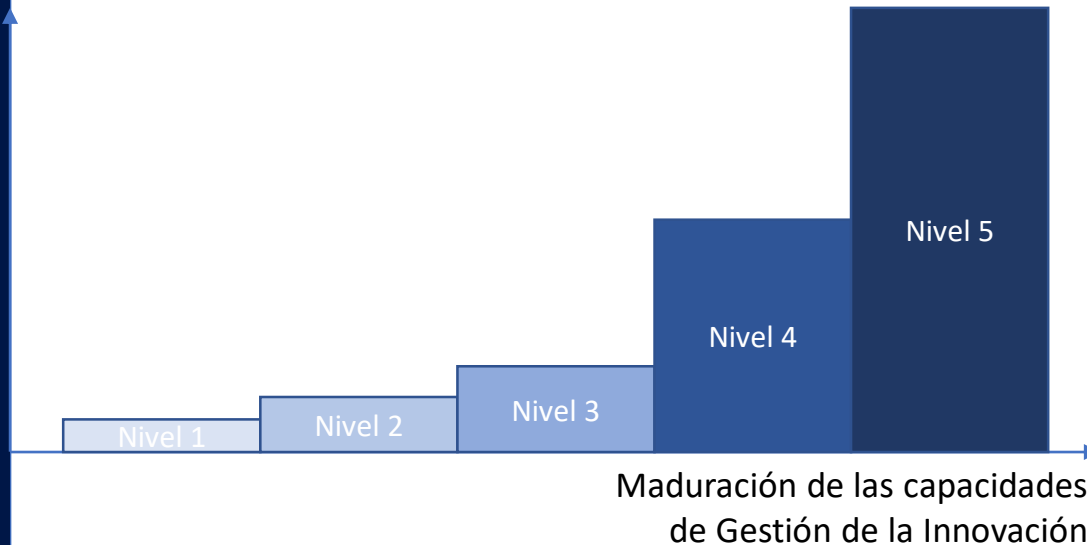 Nivel 1
Nivel 2
Nivel 3
Nivel 4
Nivel 5
Maduración de las capacidades
de Gestión de la Innovación